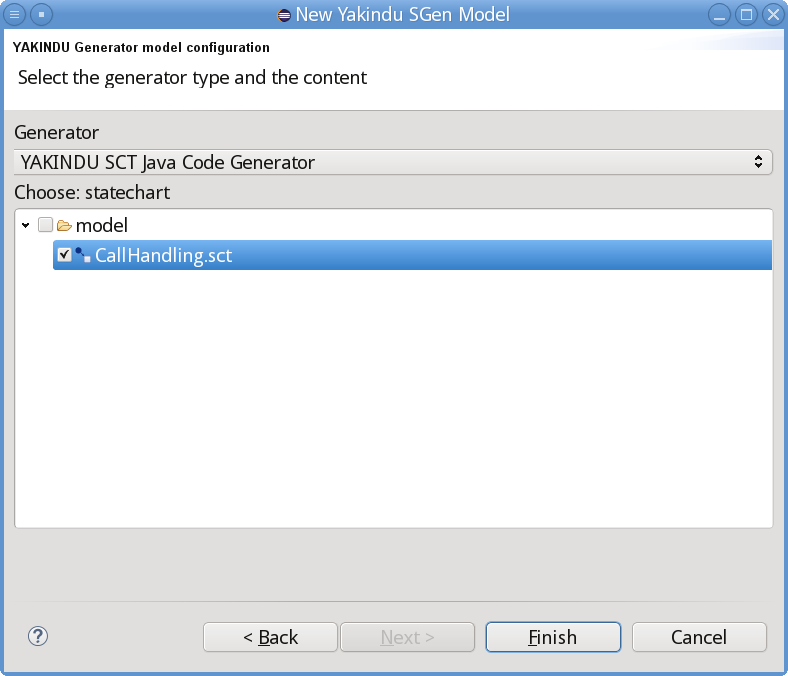 New Yakindu SGen Model
YAKINDU Generator model configuration
Select the generator type and the content
Generator
YAKINDU SCT Java Code Generator
Choose: statechart
model
CallHandling.sct
?
< Back
Next >
Finish
Cancel